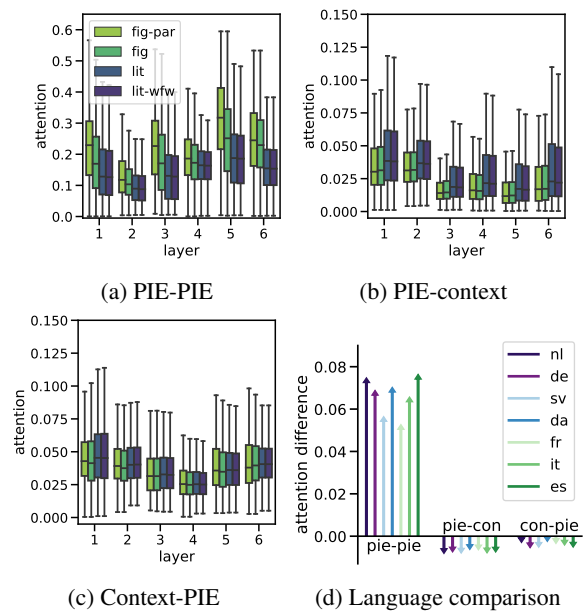 0.6
0.5
0.4
0.3
0.2
0.1
0.0
attention
fig-par
fig
lit
lit-wfw
1 2 3 4 5 6
layer
(a) PIE-PIE
0.150
0.125
0.100
0.075
0.050
0.025
0.000
attention
1 2 3 4 5 6
layer
(b) PIE-context
0.150
0.125
0.100
0.075
0.050
0.025
0.000
attention
1 2 3 4 5 6
layer
(c) Context-PIE
0.08
0.06
0.04
0.02
0.00
attention difference
nl
de
sv
da
fr
it
es
pie-pie
pie-con
con-pie
(d) Language comparison